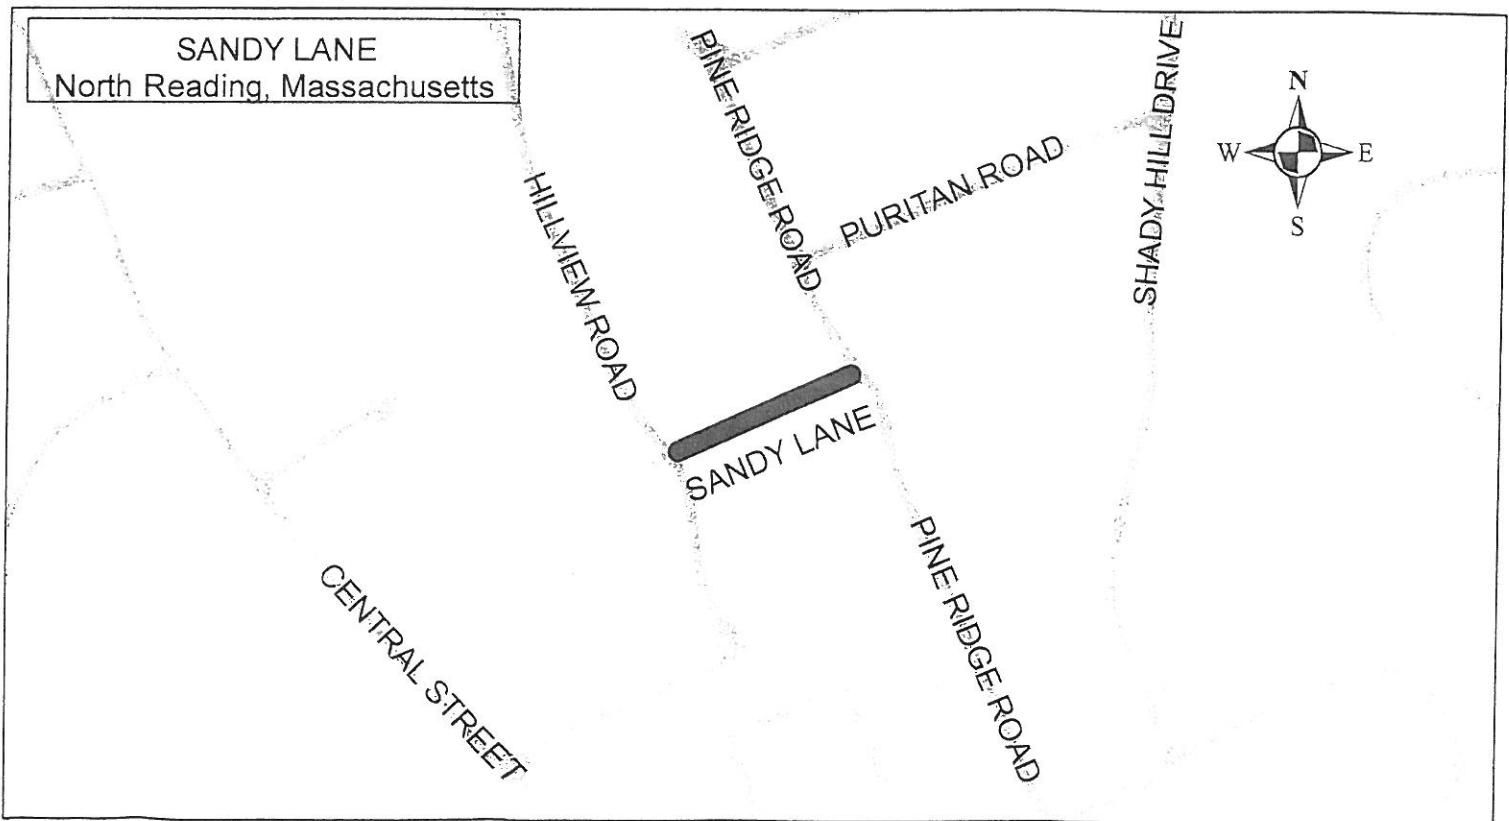 SANDY LANE
North Reading, Massachusetts
PINE RIDGE ROAD
SHADY HILL DRIVE
N
W
E
S
PURITAN ROAD
HILLVIEW ROAD
SANDY LANE
PINE RIDGE ROAD
CENTRAL STREET